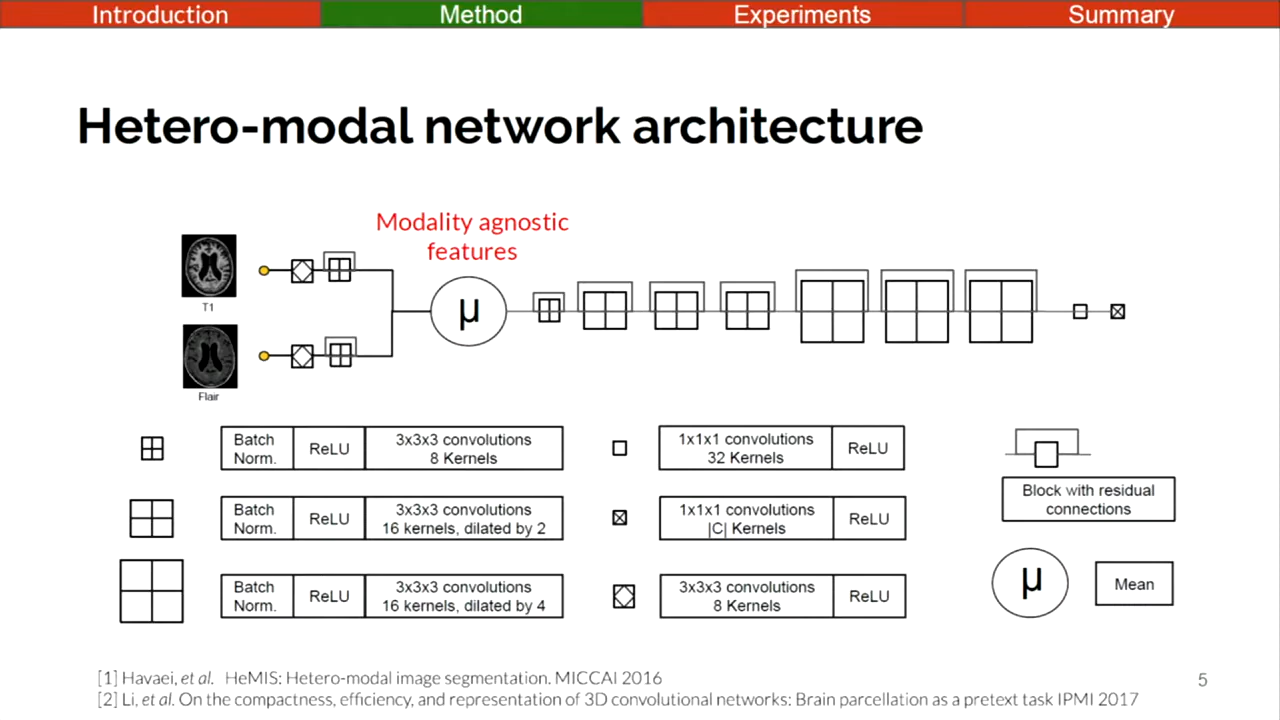 Introduction
Method
Experiments
Summary
Hetero-modal network architecture
Modality agnostic
features
T1
µ
Flair
Batch
Norm.
ReLU
3x3x3 convolutions
8 Kernels
1x1x1 convolutions
32 Kernels
ReLU
Batch
Norm.
ReLU
3x3x3 convolutions
16 kernels, dilated by 2
1x1x1 convolutions
|C| Kernels
ReLU
Block with residual
connections
Batch
Norm.
ReLU
3x3x3 convolutions
16 kernels, dilated by 4
3x3x3 convolutions
8 Kernels
ReLU
µ
Mean
[1] Havaei, et al. HeMIS: Hetero-modal image segmentation. MICCAI 2016
[2] Li, et al. On the compactness, efficiency, and representation of 3D convolutional networks: Brain parcellation as a pretext task IPMI 2017
5